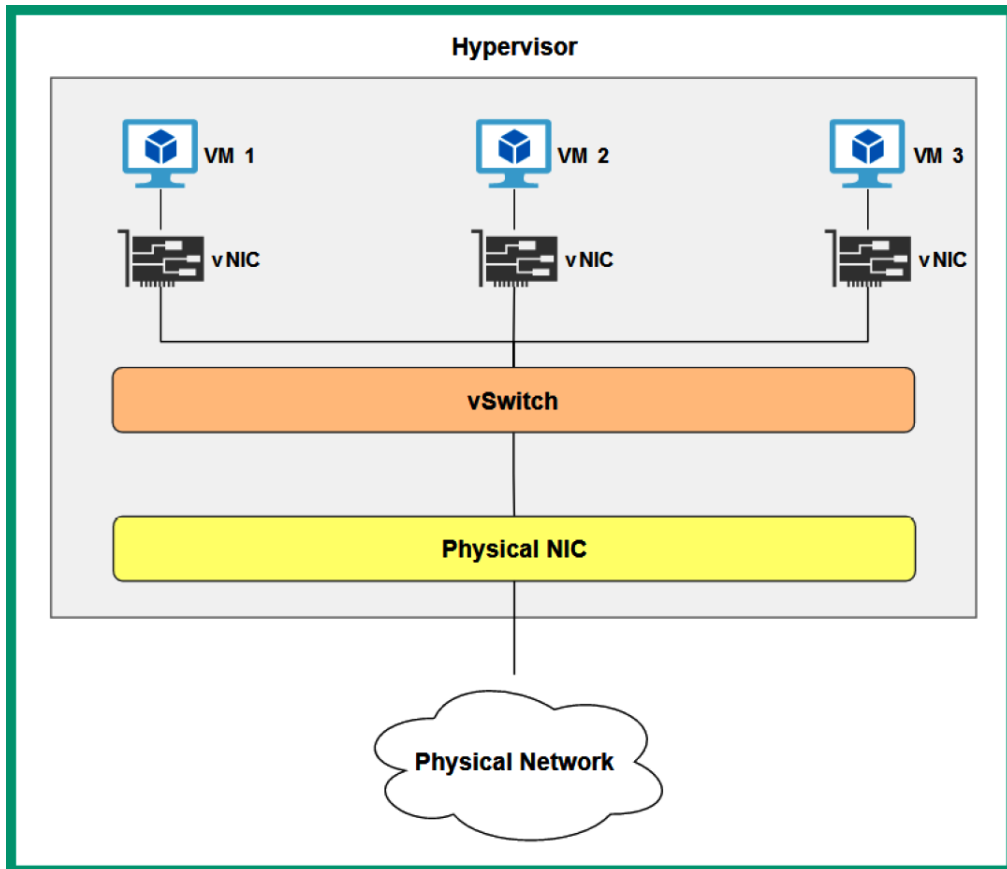 Hypervisor
VM 1
VM 2
VM 3
vNIC
vNIC
vNIC
vSwitch
Physical NIC
Physical Network